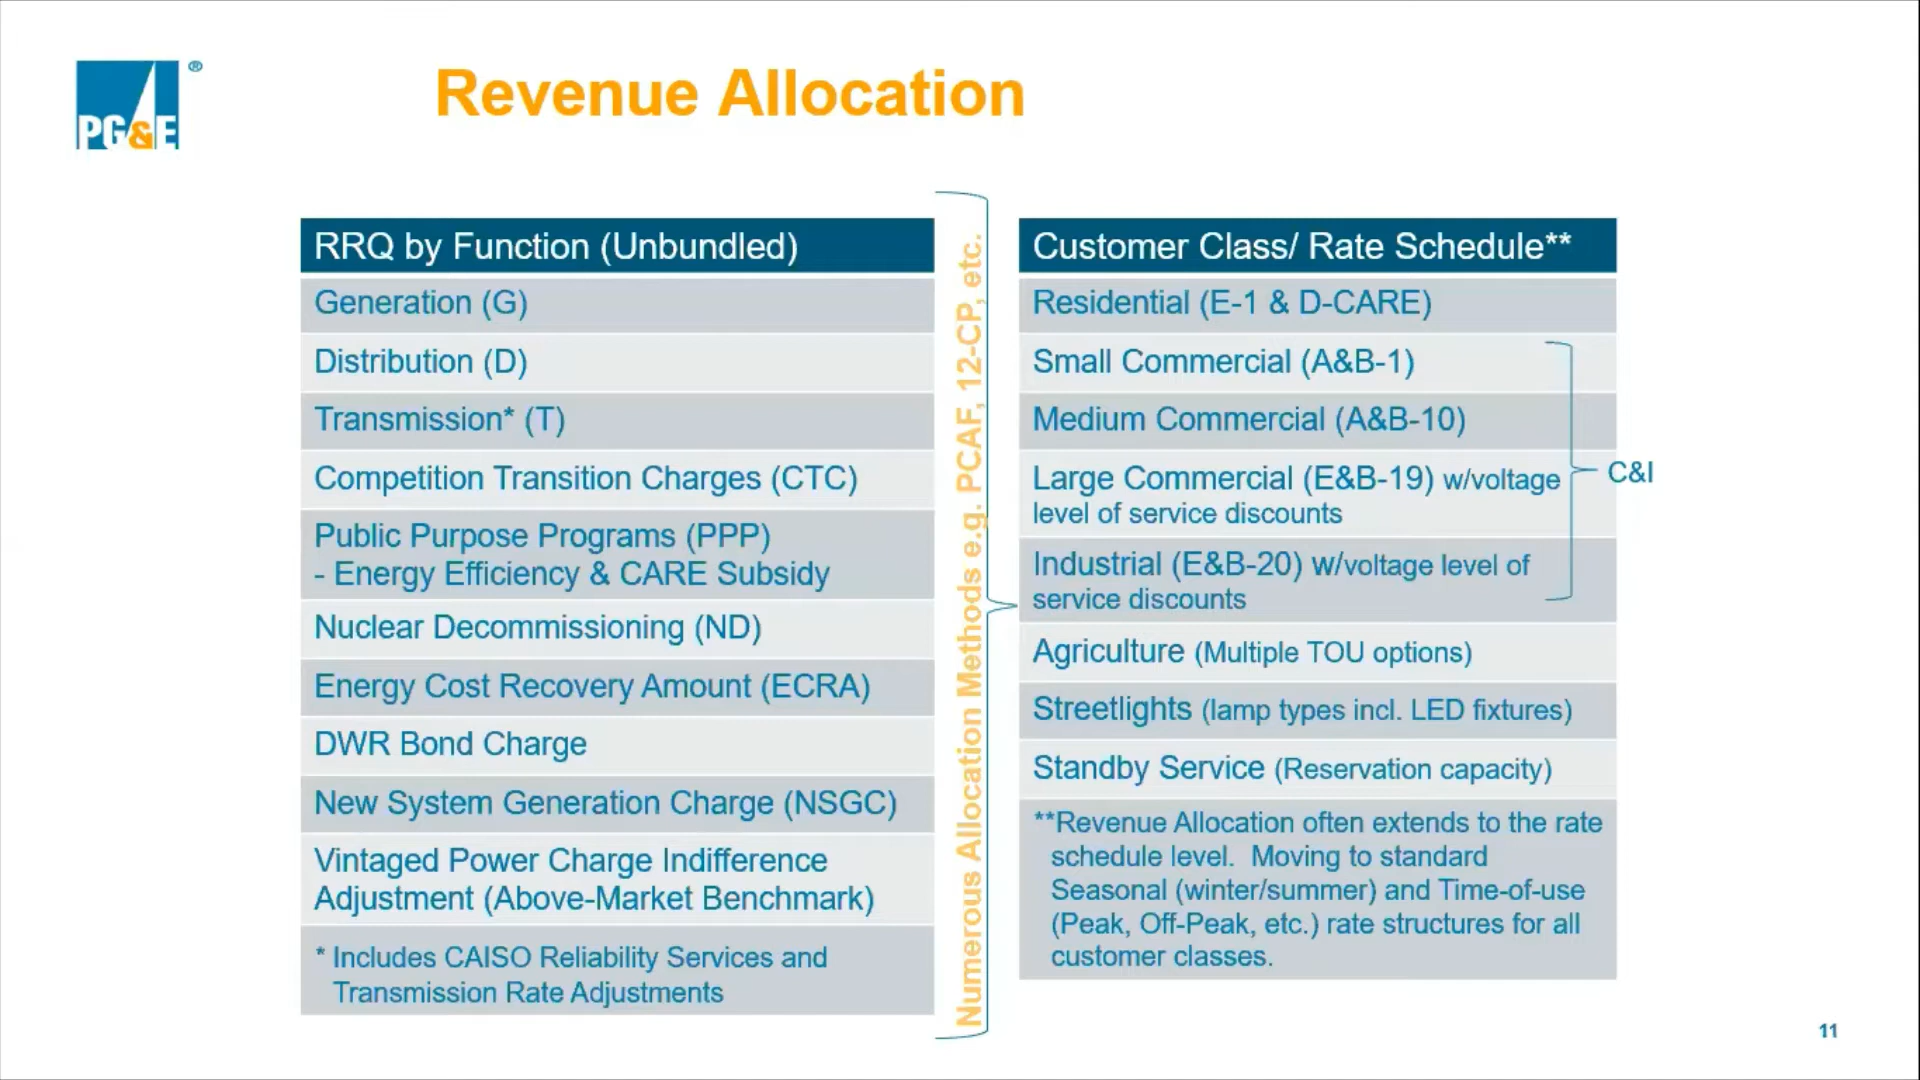 PG&E
®
Revenue Allocation
RRQ by Function (Unbundled)
Generation (G)
Distribution (D)
Transmission* (T)
Competition Transition Charges (CTC)
Public Purpose Programs (PPP)
- Energy Efficiency & CARE Subsidy
Nuclear Decommissioning (ND)
Energy Cost Recovery Amount (ECRA)
DWR Bond Charge
New System Generation Charge (NSGC)
Vintaged Power Charge Indifference
Adjustment (Above-Market Benchmark)
* Includes CAISO Reliability Services and
Transmission Rate Adjustments
Numerous Allocation Methods e.g. PCAF, 12-CP, etc.
Customer Class/ Rate Schedule**
Residential (E-1 & D-CARE)
Small Commercial (A&B-1)
Medium Commercial (A&B-10)
Large Commercial (E&B-19) w/voltage
level of service discounts
Industrial (E&B-20) w/voltage level of
service discounts
C&I
Agriculture (Multiple TOU options)
Streetlights (lamp types incl. LED fixtures)
Standby Service (Reservation capacity)
**Revenue Allocation often extends to the rate
schedule level. Moving to standard
Seasonal (winter/summer) and Time-of-use
(Peak, Off-Peak, etc.) rate structures for all
customer classes.
11